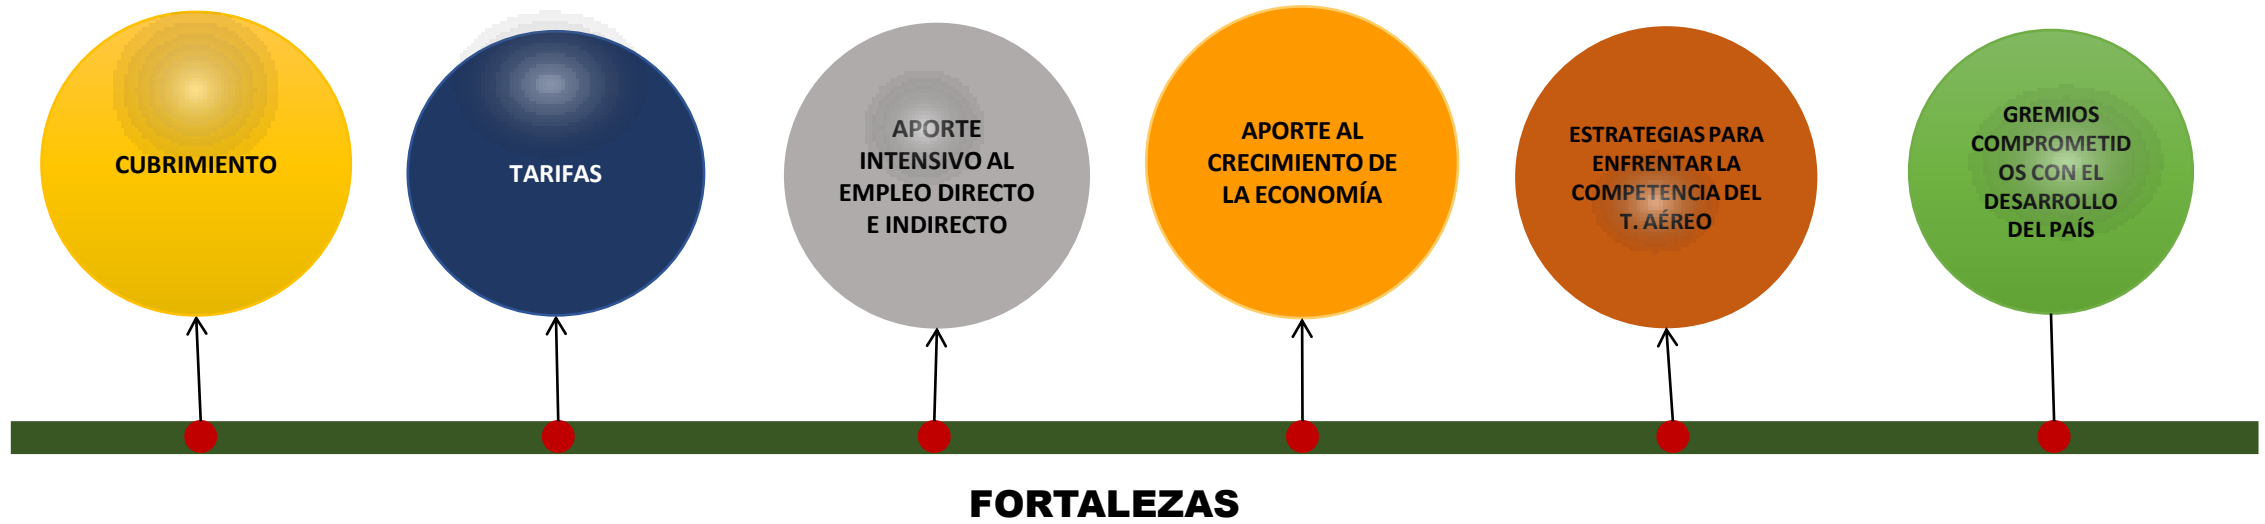 CUBRIMIENTO
TARIFAS
APORTE
INTENSIVO AL
EMPLEO DIRECTO
E INDIRECTO
APORTE AL
CRECIMIENTO DE
LA ECONOMÍA
ESTRATEGIAS PARA
ENFRENTAR LA
COMPETENCIA DEL
T. AÉREO
GREMIOS
COMPROMETID
OS CON EL
DESARROLLO
DEL PAÍS
FORTALEZAS